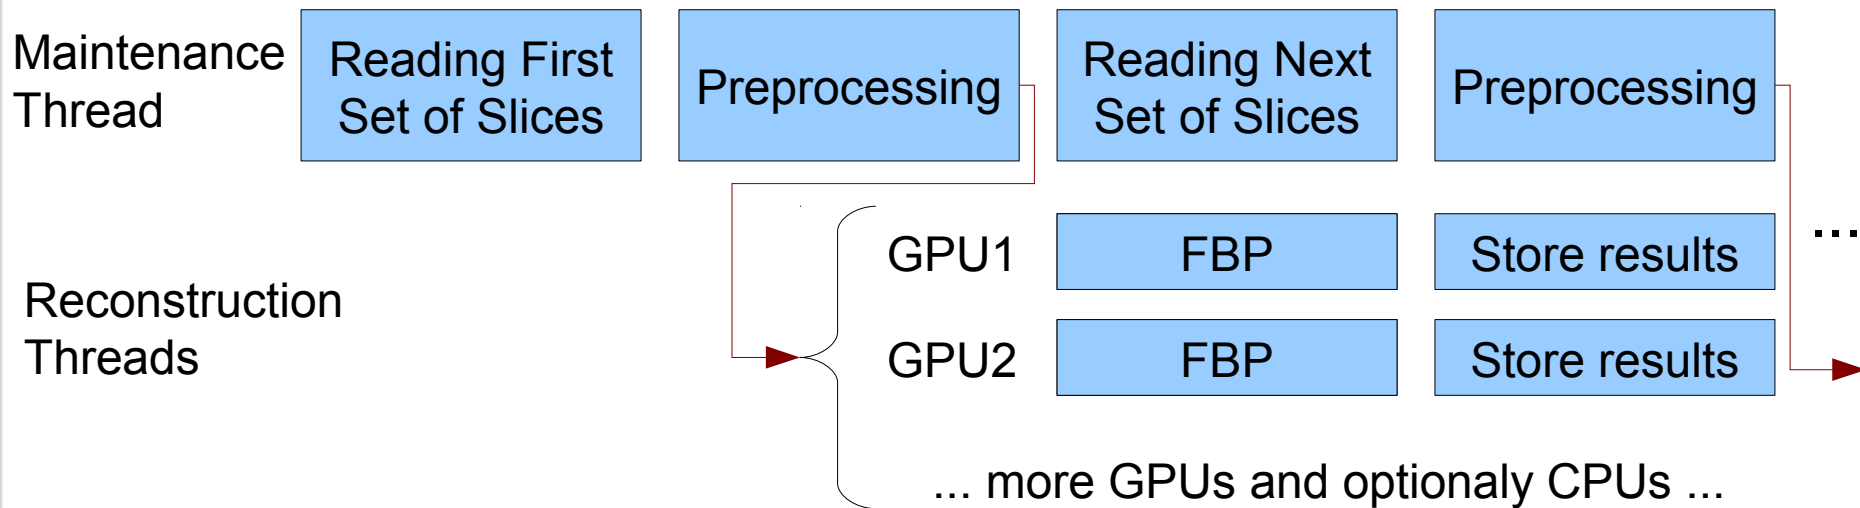 Maintenance
Thread
Reading First
Set of Slices
Preprocessing
Reading Next
Set of Slices
Preprocessing
Reconstruction
Threads
GPU1
FBP
Store results
...
GPU2
FBP
Store results
... more GPUs and optionaly CPUs ...